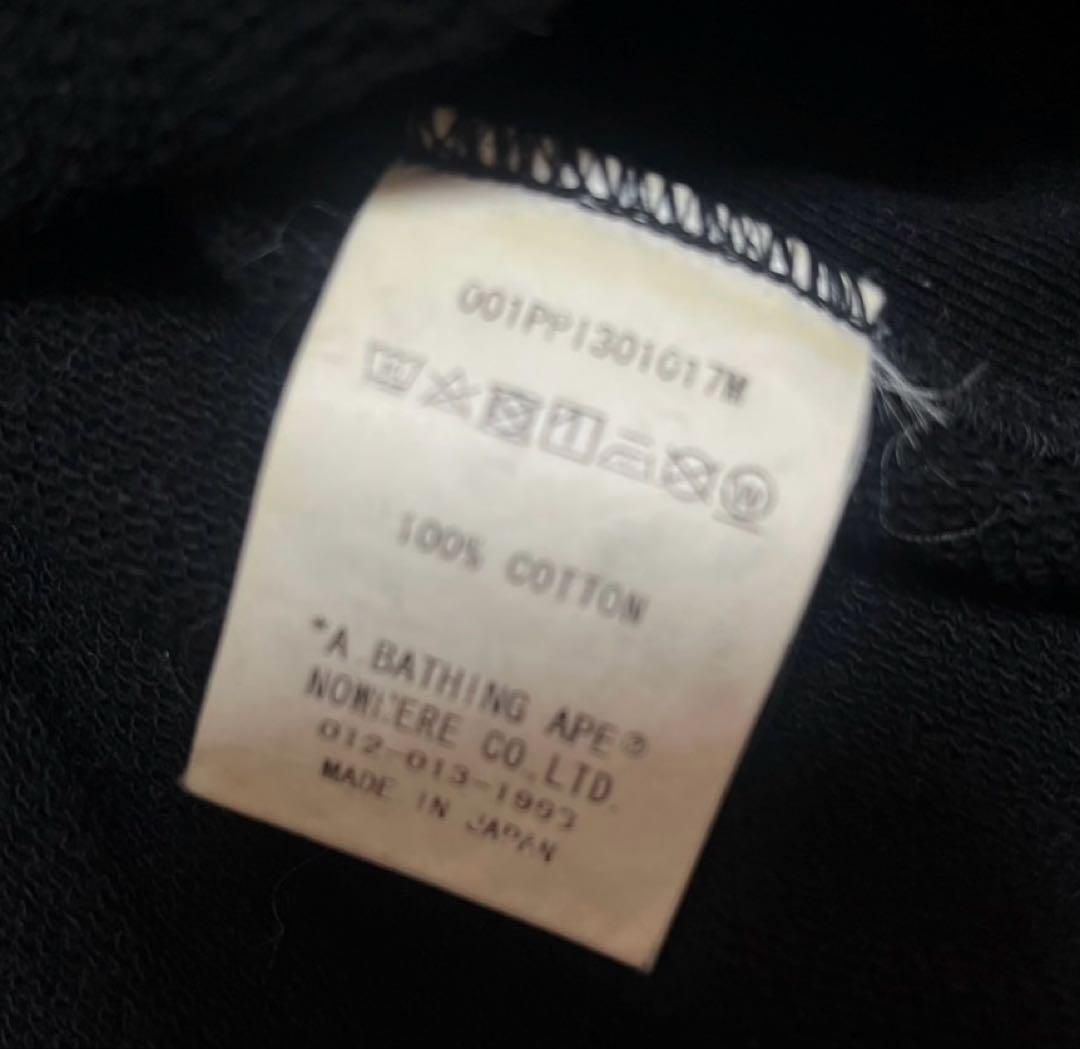 001PPI301017M
100% COTTON
*A BATHING APE®
NOWHERE CO.LTD.
012-013-1993
MADE IN JAPAN